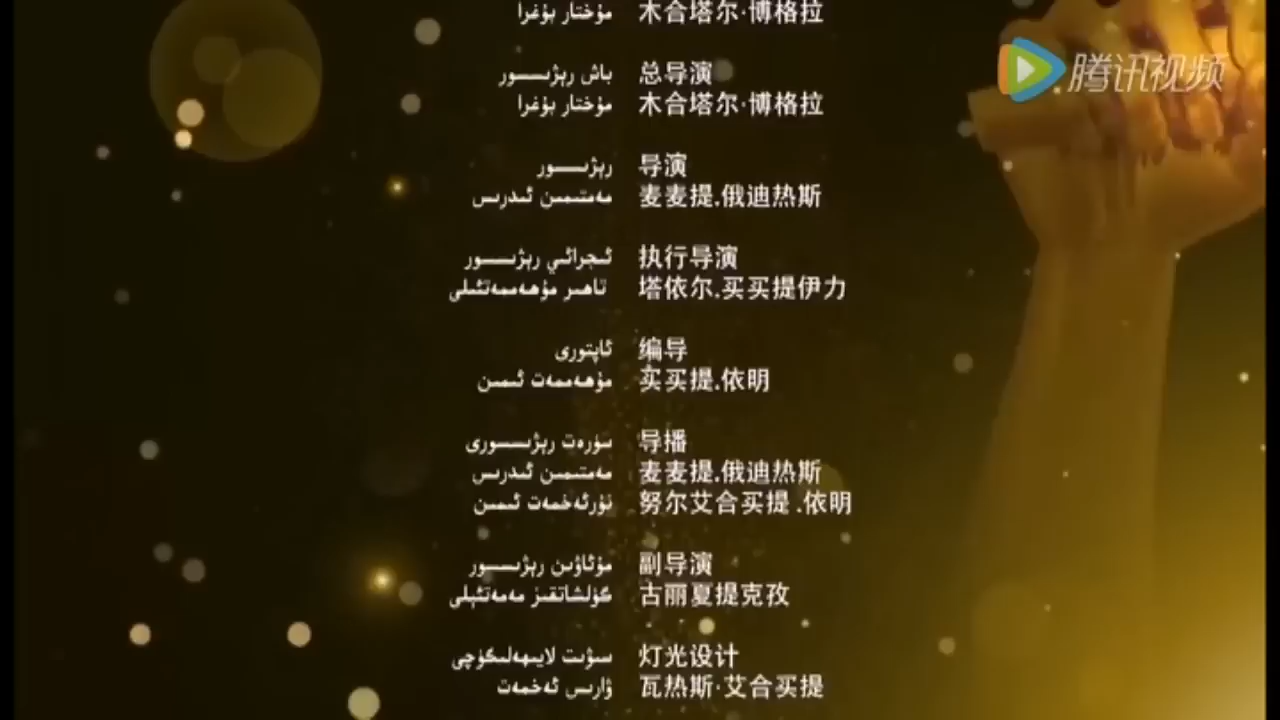 مۇختار بۇغرا 木合塔尔·博格拉
باش رېژىسسور 总导演
مۇختار بۇغرا 木合塔尔·博格拉
رېژىسسور 导演
مەمتىمىن ئىدرىس 麦麦提.俄迪热斯
ئىجرائىي رېژىسسور 执行导演
تاھىر مۇھەممەتئىلى 塔依尔.买买提伊力
ئاپتورى 编导
مۇھەممەت ئىمىن 买买提.依明
سۈرەت رېژىسسورى 导播
مەمتىمىن ئىدرىس 麦麦提.俄迪热斯
نۇرئەخمەت ئىمىن 努尔艾合买提.依明
مۇئاۋىن رېژىسسور 副导演
گۈلشاتقىز مەمەتئېلى 古丽夏提克孜
سىۋىت لايىھەلىگۈچى 灯光设计
ۋارىس ئەخمەت 瓦热斯·艾合买提
腾讯视频